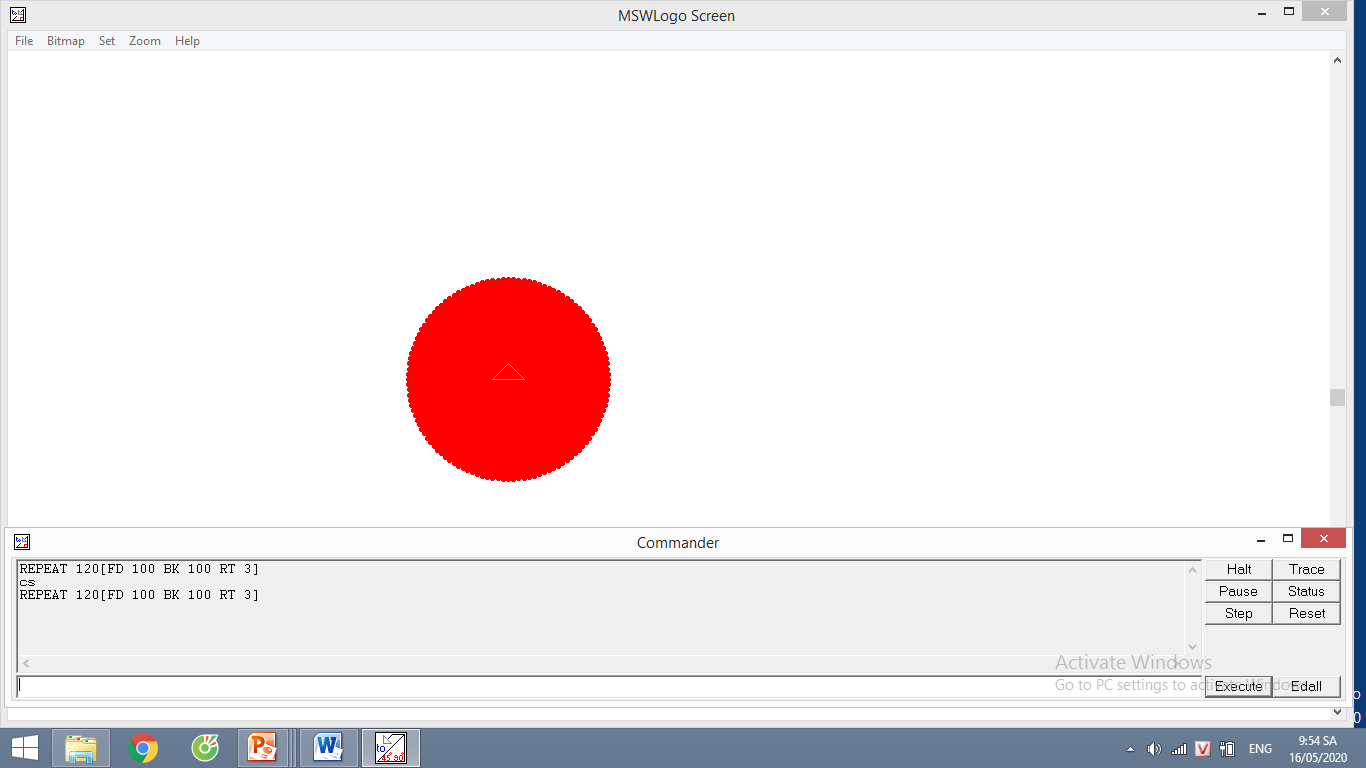 MSWLogo Screen
File Bitmap Set Zoom Help
Commander
REPEAT 120[FD 100 BK 100 RT 3]
cs
REPEAT 120[FD 100 BK 100 RT 3]
Halt Trace
Pause Status
Step Reset
Activate Windows
Go to PC settings to activate Windows
Execute Edall
ENG
9:54 SA
16/05/2020